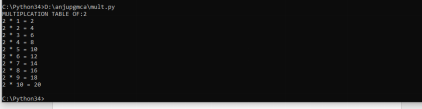 C:\Python34>D:\anjupgmca\mult.py
MULTIPLCATION TABLE OF:2
2 * 1 = 2
2 * 2 = 4
2 * 3 = 6
2 * 4 = 8
2 * 5 = 10
2 * 6 = 12
2 * 7 = 14
2 * 8 = 16
2 * 9 = 18
2 * 10 = 20
C:\Python34>